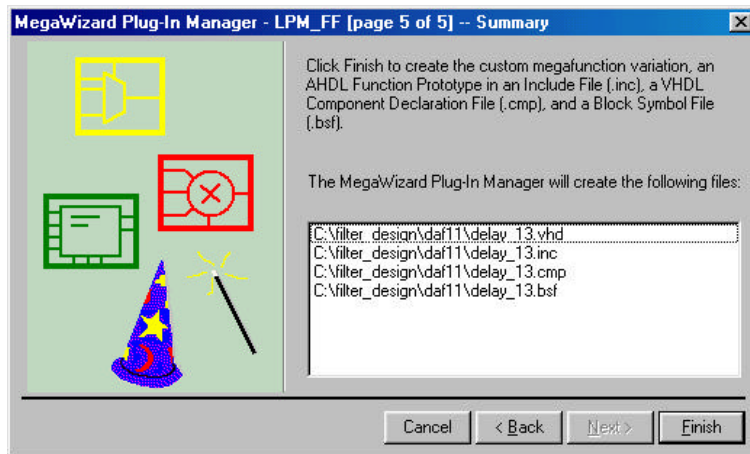 MegaWizard Plug-In Manager - LPM_FF [page 5 of 5] -- Summary
Click Finish to create the custom megafunction variation, an
AHDL Function Prototype in an Include File (.inc), a VHDL
Component Declaration File (.cmp), and a Block Symbol File
(.bsf).
The MegaWizard Plug-In Manager will create the following files:
C:\filter_design\daf11\delay_13.vhd
C:\filter_design\daf11\delay_13.inc
C:\filter_design\daf11\delay_13.cmp
C:\filter_design\daf11\delay_13.bsf
Cancel
< Back
Next >
Finish